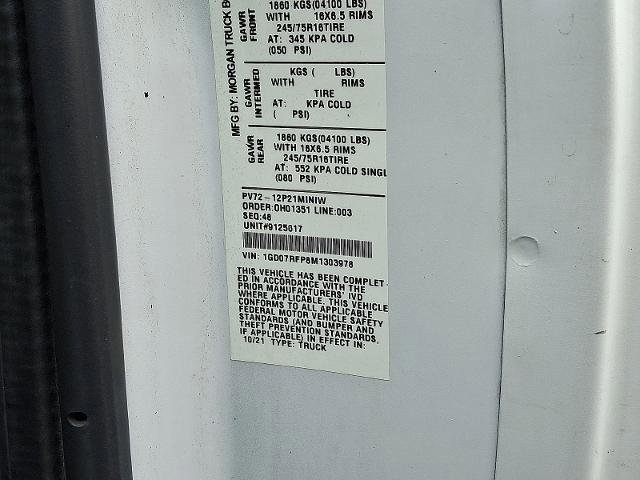 MFG BY: MORGAN TRUCK B
GAWR FRONT
1860 KGS(04100 LBS)
WITH 16X6.5 RIMS
245/75R16TIRE
AT: 345 KPA COLD
(050 PSI)
GAWR INTERMED
KGS ( LBS)
WITH RIMS
TIRE
AT: KPA COLD
( PSI)
GAWR REAR
1860 KGS(04100 LBS)
WITH 16X6.5 RIMS
245/75R16TIRE
AT: 552 KPA COLD SINGL
(080 PSI)
PV72-12P21MINIW
ORDER:OH01351 LINE:003
SEQ:48
UNIT#9125617
VIN: 1GD07RFP8M1303978
THIS VEHICLE HAS BEEN COMPLET
ED IN ACCORDANCE WITH THE
PRIOR MANUFACTURERS' IVD
WHERE APPLICABLE. THIS VEHICLE
CONFORMS TO ALL APPLICABLE
FEDERAL MOTOR VEHICLE SAFETY
STANDARDS (AND BUMPER AND
THEFT PREVENTION STANDARDS,
IF APPLICABLE) IN EFFECT IN:
10/21 TYPE: TRUCK